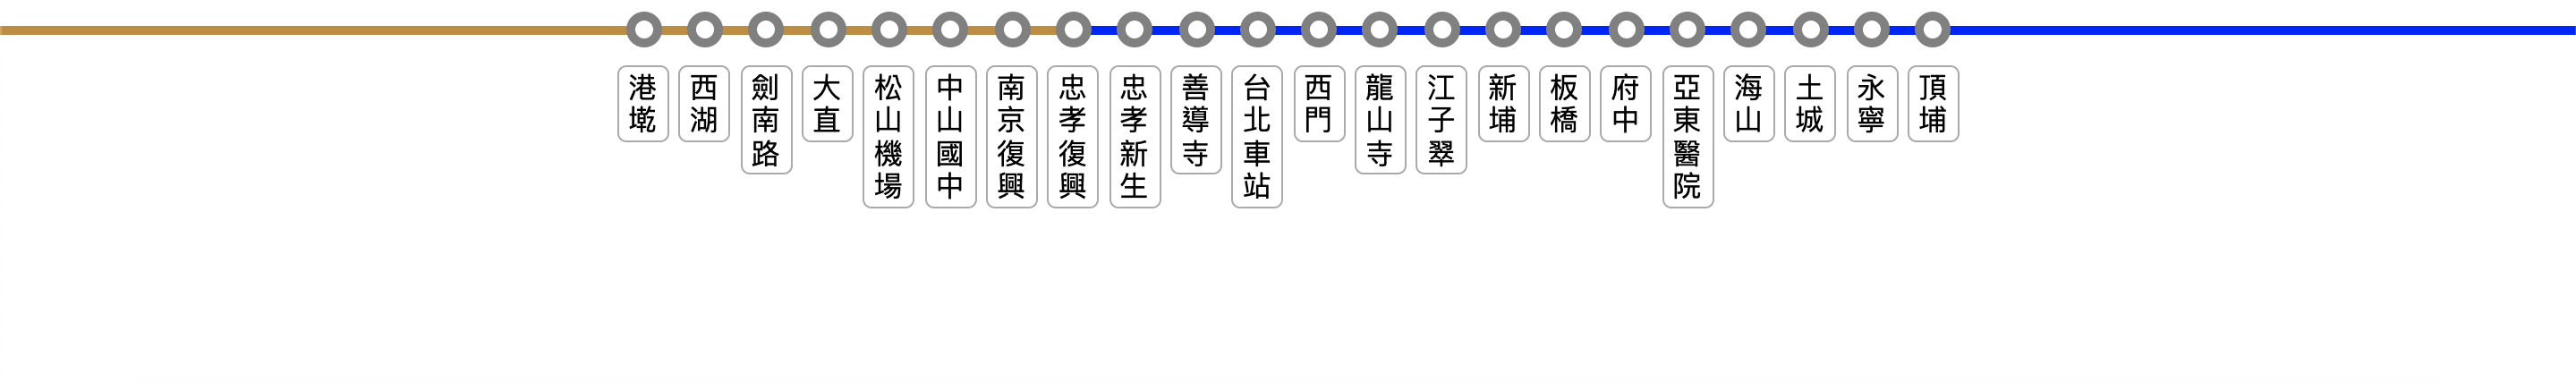 港墘
西湖
劍南路
大直
松山機場
中山國中
南京復興
忠孝復興
忠孝新生
善導寺
台北車站
西門
龍山寺
江子翠
新埔
板橋
府中
亞東醫院
海山
土城
永寧
頂埔